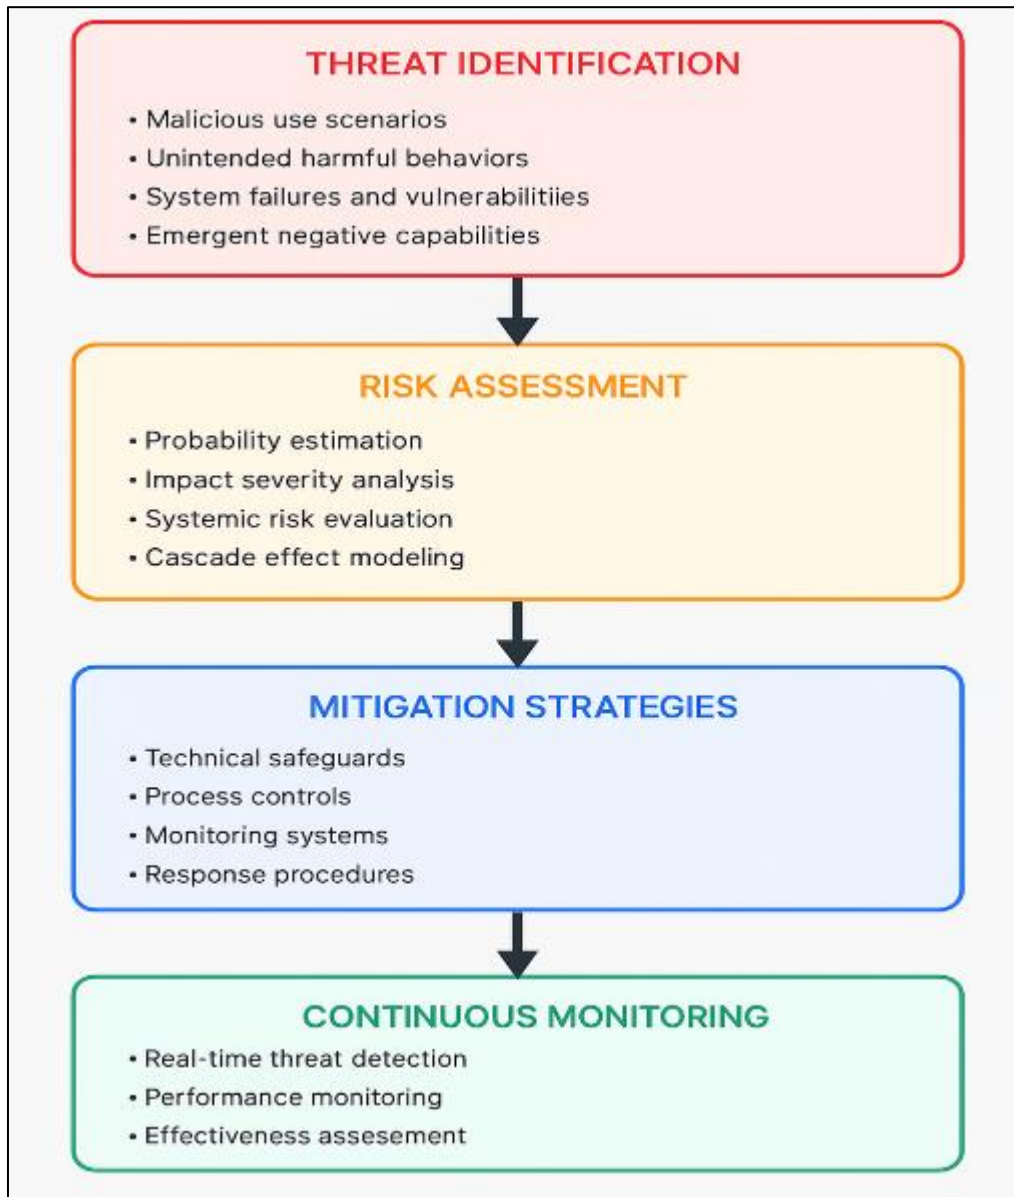 THREAT IDENTIFICATION
• Malicious use scenarios
• Unintended harmful behaviors
• System failures and vulnerabilitiies
• Emergent negative capabilities
RISK ASSESSMENT
• Probability estimation
• Impact severity analysis
• Systemic risk evaluation
• Cascade effect modeling
MITIGATION STRATEGIES
• Technical safeguards
• Process controls
• Monitoring systems
• Response procedures
CONTINUOUS MONITORING
• Real-time threat detection
• Performance monitoring
• Effectiveness assesement